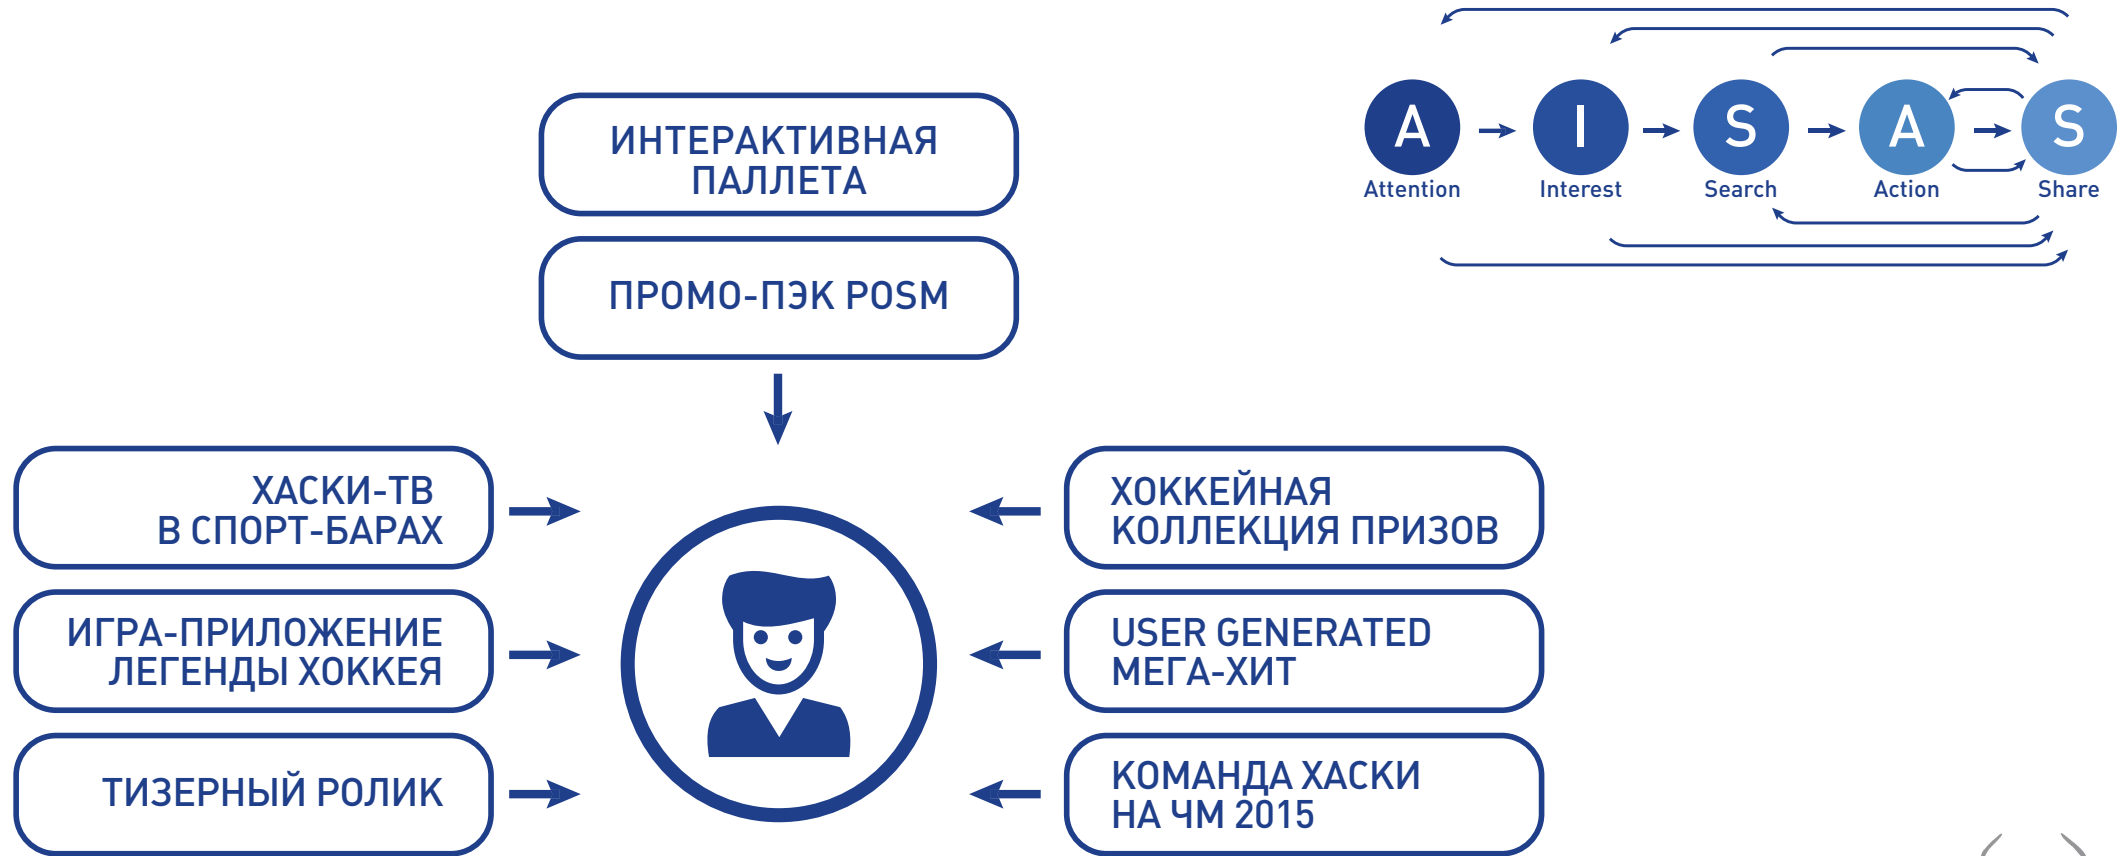 A I S A S
Attention Interest Search Action Share
ИНТЕРАКТИВНАЯ
ПАЛЛЕТА
ПРОМО-ПЭК POSM
ХАСКИ-ТВ
В СПОРТ-БАРАХ
ИГРА-ПРИЛОЖЕНИЕ
ЛЕГЕНДЫ ХОККЕЯ
ТИЗЕРНЫЙ РОЛИК
ХОККЕЙНАЯ
КОЛЛЕКЦИЯ ПРИЗОВ
USER GENERATED
МЕГА-ХИТ
КОМАНДА ХАСКИ
НА ЧМ 2015